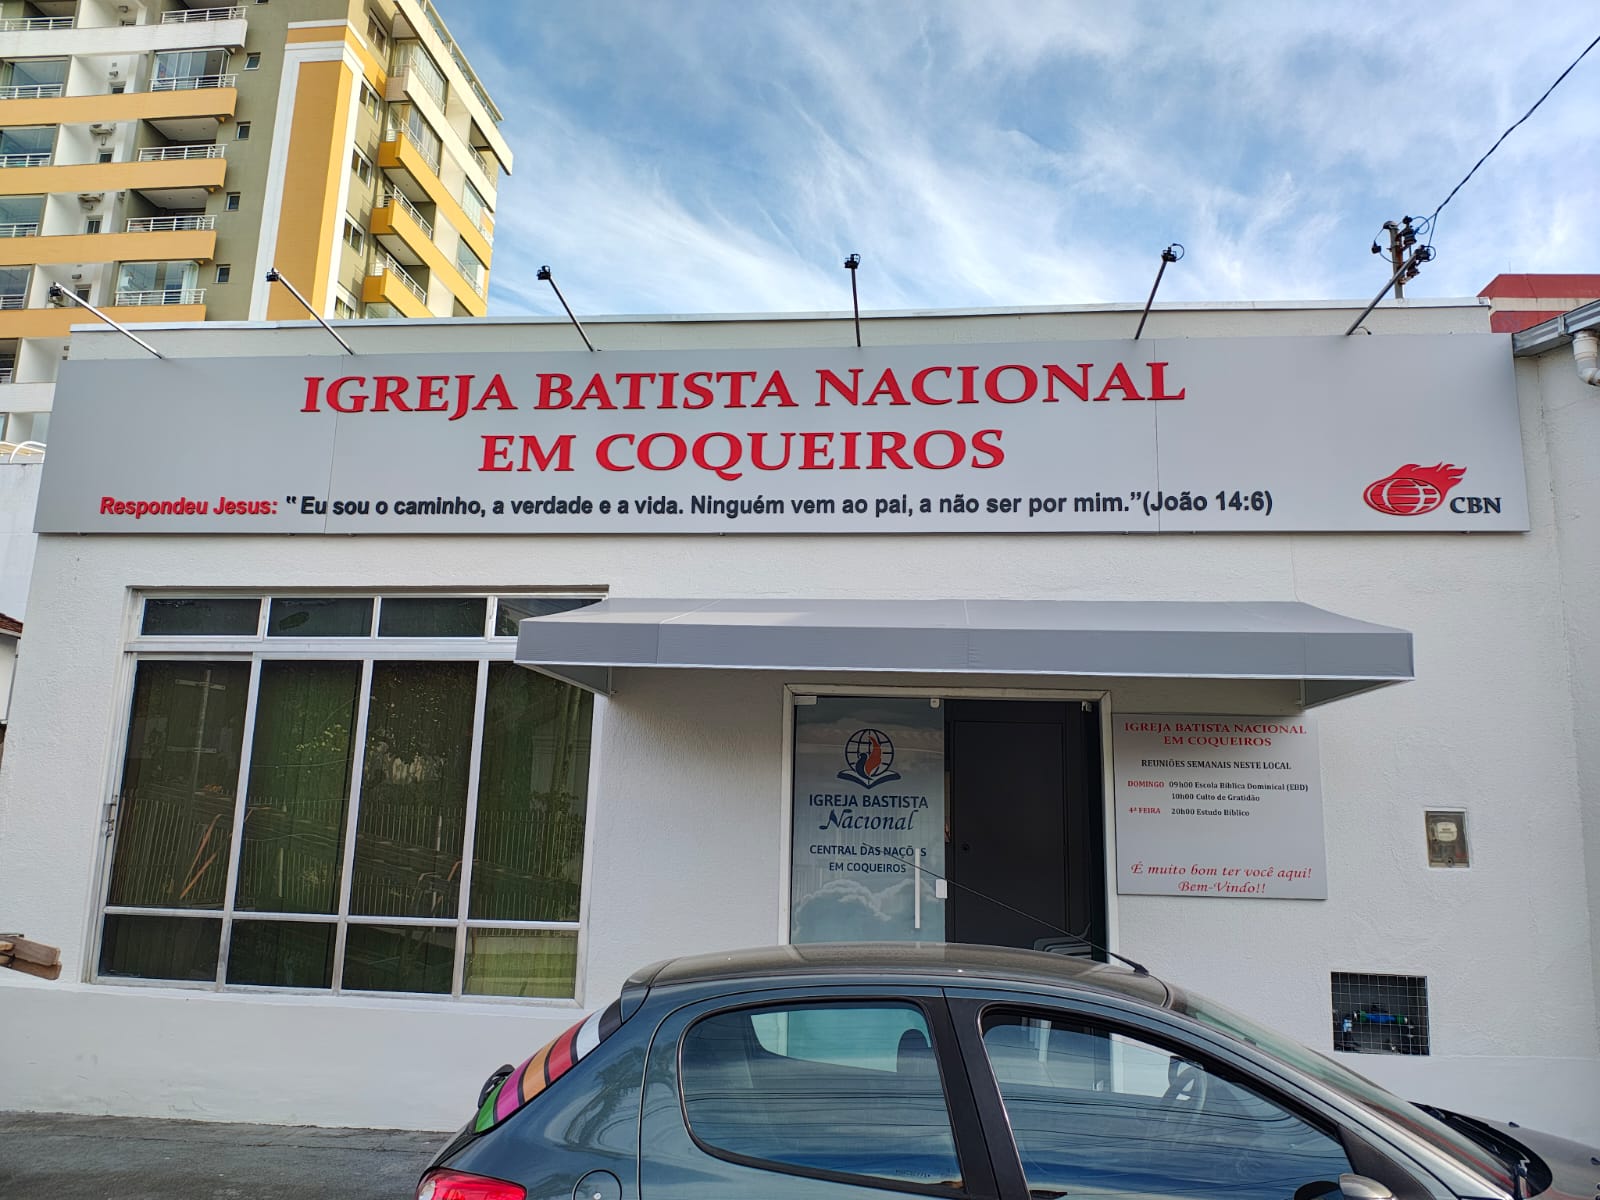 IGREJA BATISTA NACIONAL
EM COQUEIROS
Respondeu Jesus: “Eu sou o caminho, a verdade e a vida. Ninguém vem ao pai, a não ser por mim.”(João 14:6)
CBN
IGREJA BASTISTA
Nacional
CENTRAL DAS NAÇÕES
EM COQUEIROS
IGREJA BATISTA NACIONAL
EM COQUEIROS
REUNIÕES SEMANAIS NESTE LOCAL
DOMINGO 09h00 Escola Bíblica Dominical (EBD)
10h00 Culto de Gratidão
4ª FEIRA 20h00 Estudo Bíblico
É muito bom ter você aqui!
Bem-Vindo!!